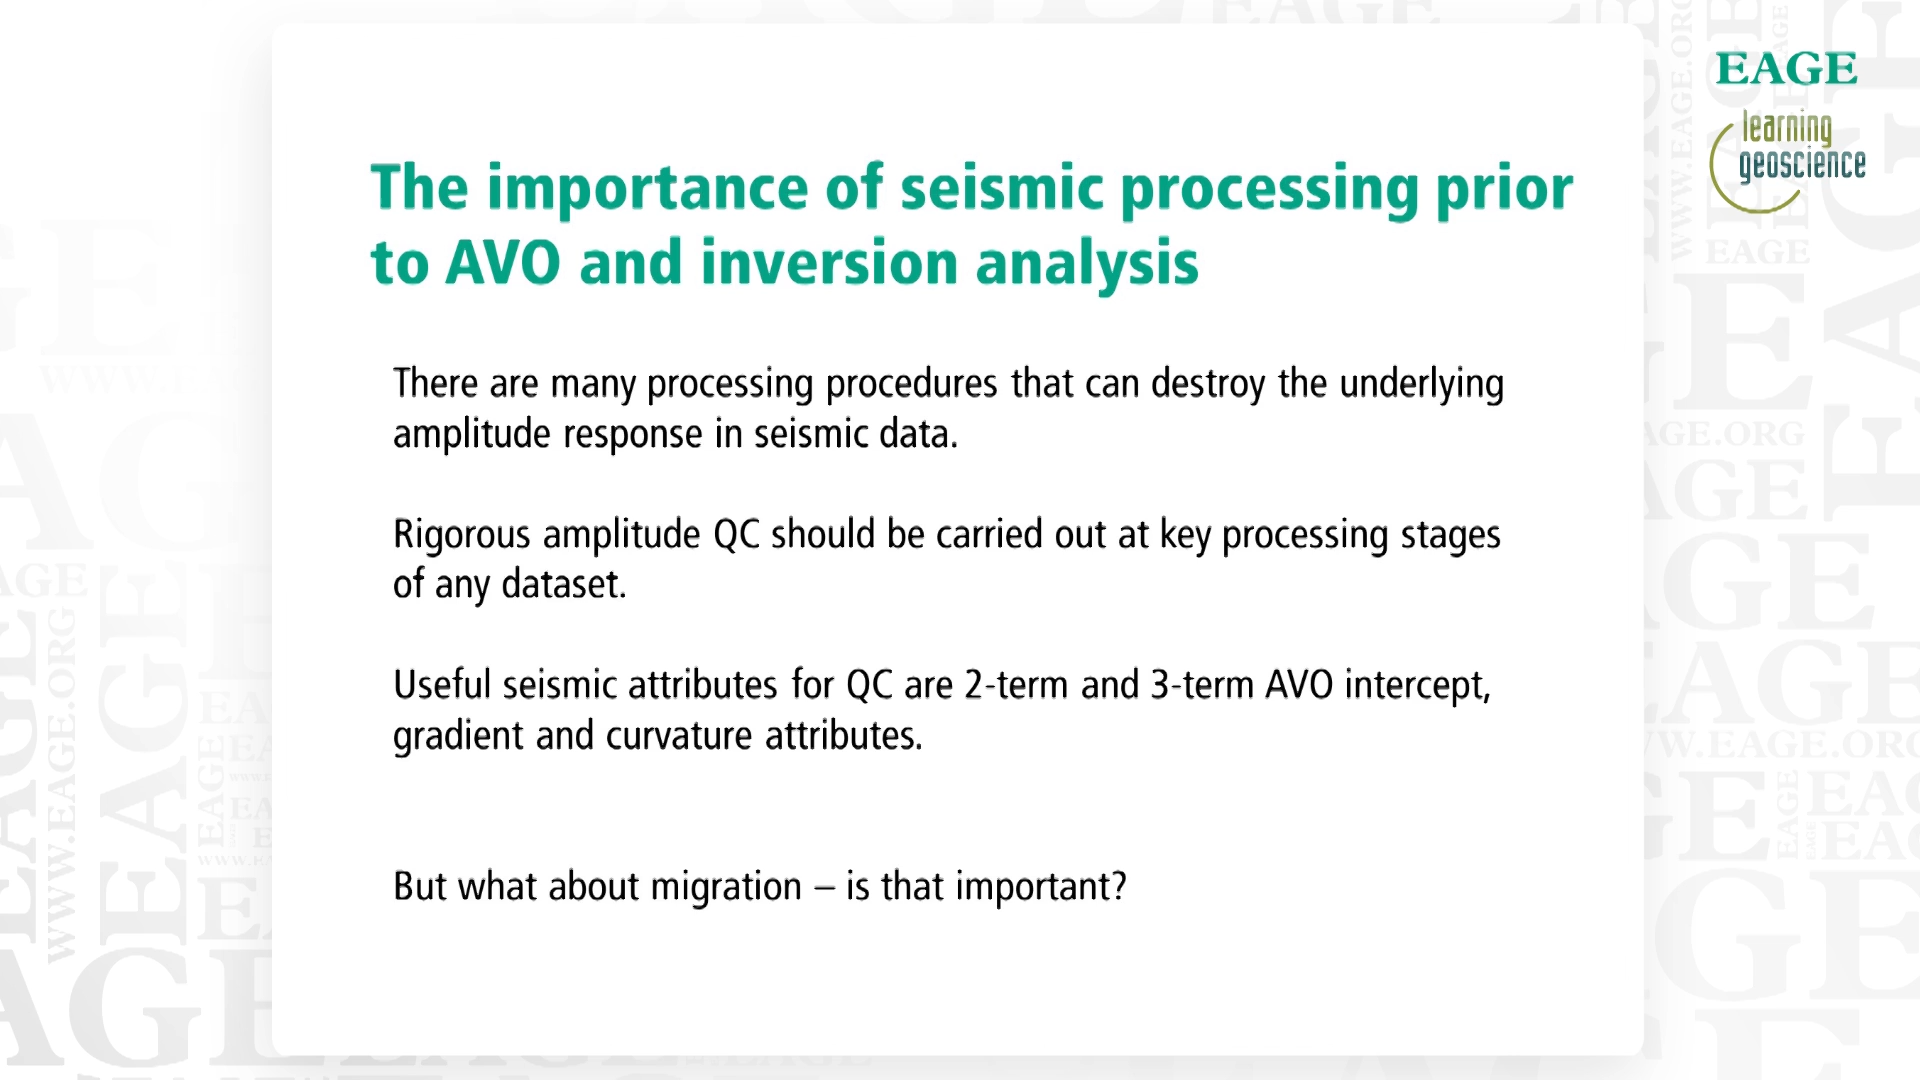 EAGE
learning
geoscience
The importance of seismic processing prior
to AVO and inversion analysis
There are many processing procedures that can destroy the underlying
amplitude response in seismic data.
Rigorous amplitude QC should be carried out at key processing stages
of any dataset.
Useful seismic attributes for QC are 2-term and 3-term AVO intercept,
gradient and curvature attributes.
But what about migration – is that important?